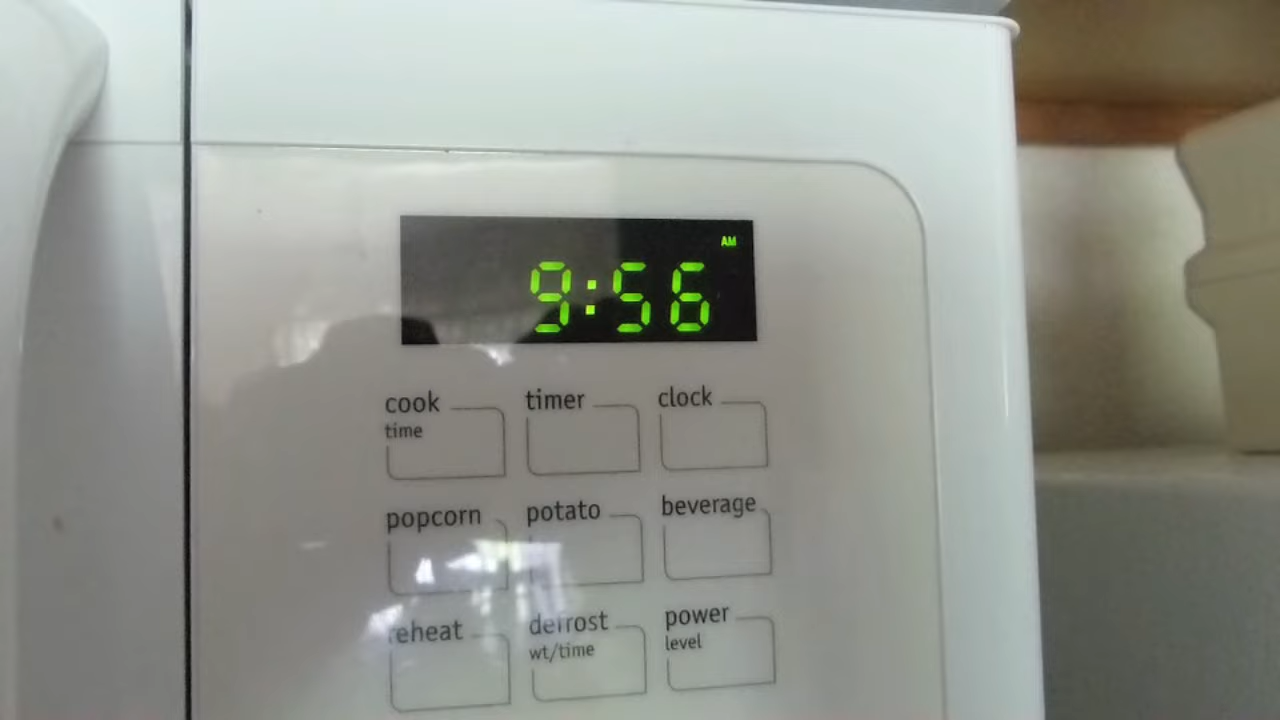 AM
9:56
cook timer clock
time
popcorn potato beverage
reheat defrost power
wt/time level